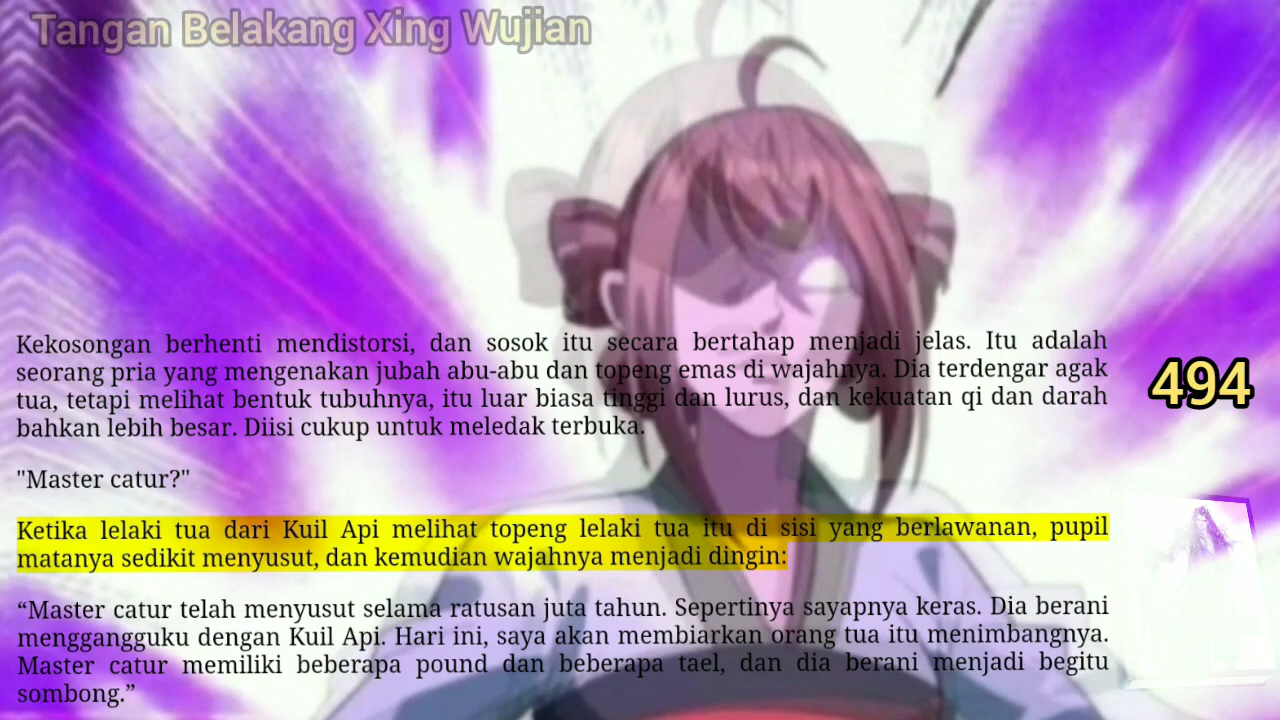 Tangan Belakang Xing Wujian
Kekosongan berhenti mendistorsi, dan sosok itu secara bertahap menjadi jelas. Itu adalah
seorang pria yang mengenakan jubah abu-abu dan topeng emas di wajahnya. Dia terdengar agak
tua, tetapi melihat bentuk tubuhnya, itu luar biasa tinggi dan lurus, dan kekuatan qi dan darah
bahkan lebih besar. Diisi cukup untuk meledak terbuka.
494
"Master catur?"
Ketika lelaki tua dari Kuil Api melihat topeng lelaki tua itu di sisi yang berlawanan, pupil
matanya sedikit menyusut, dan kemudian wajahnya menjadi dingin:
“Master catur telah menyusut selama ratusan juta tahun. Sepertinya sayapnya keras. Dia berani
menggangguku dengan Kuil Api. Hari ini, saya akan membiarkan orang tua itu menimbangnya.
Master catur memiliki beberapa pound dan beberapa tael, dan dia berani menjadi begitu
sombong.”